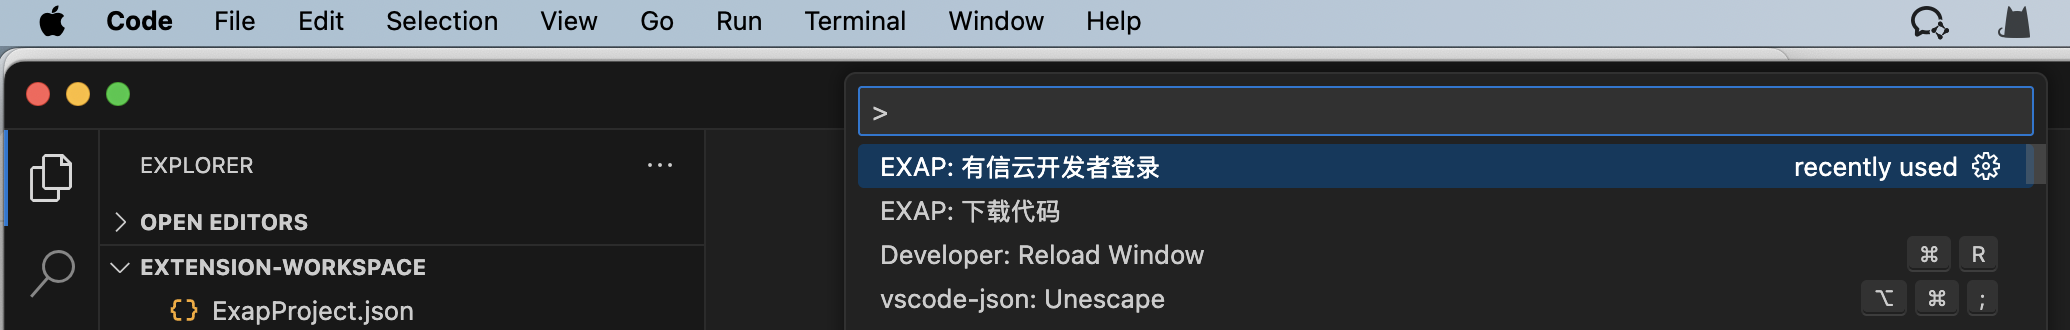 Code File Edit Selection View Go Run Terminal Window Help
>
EXPLORER ···
EXAP: 有信云开发者登录 recently used
EXAP: 下载代码
OPEN EDITORS
Developer: Reload Window ⌘ R
EXTENSION-WORKSPACE
vscode-json: Unescape ⌥ ⌘ ;
{} ExapProject.json